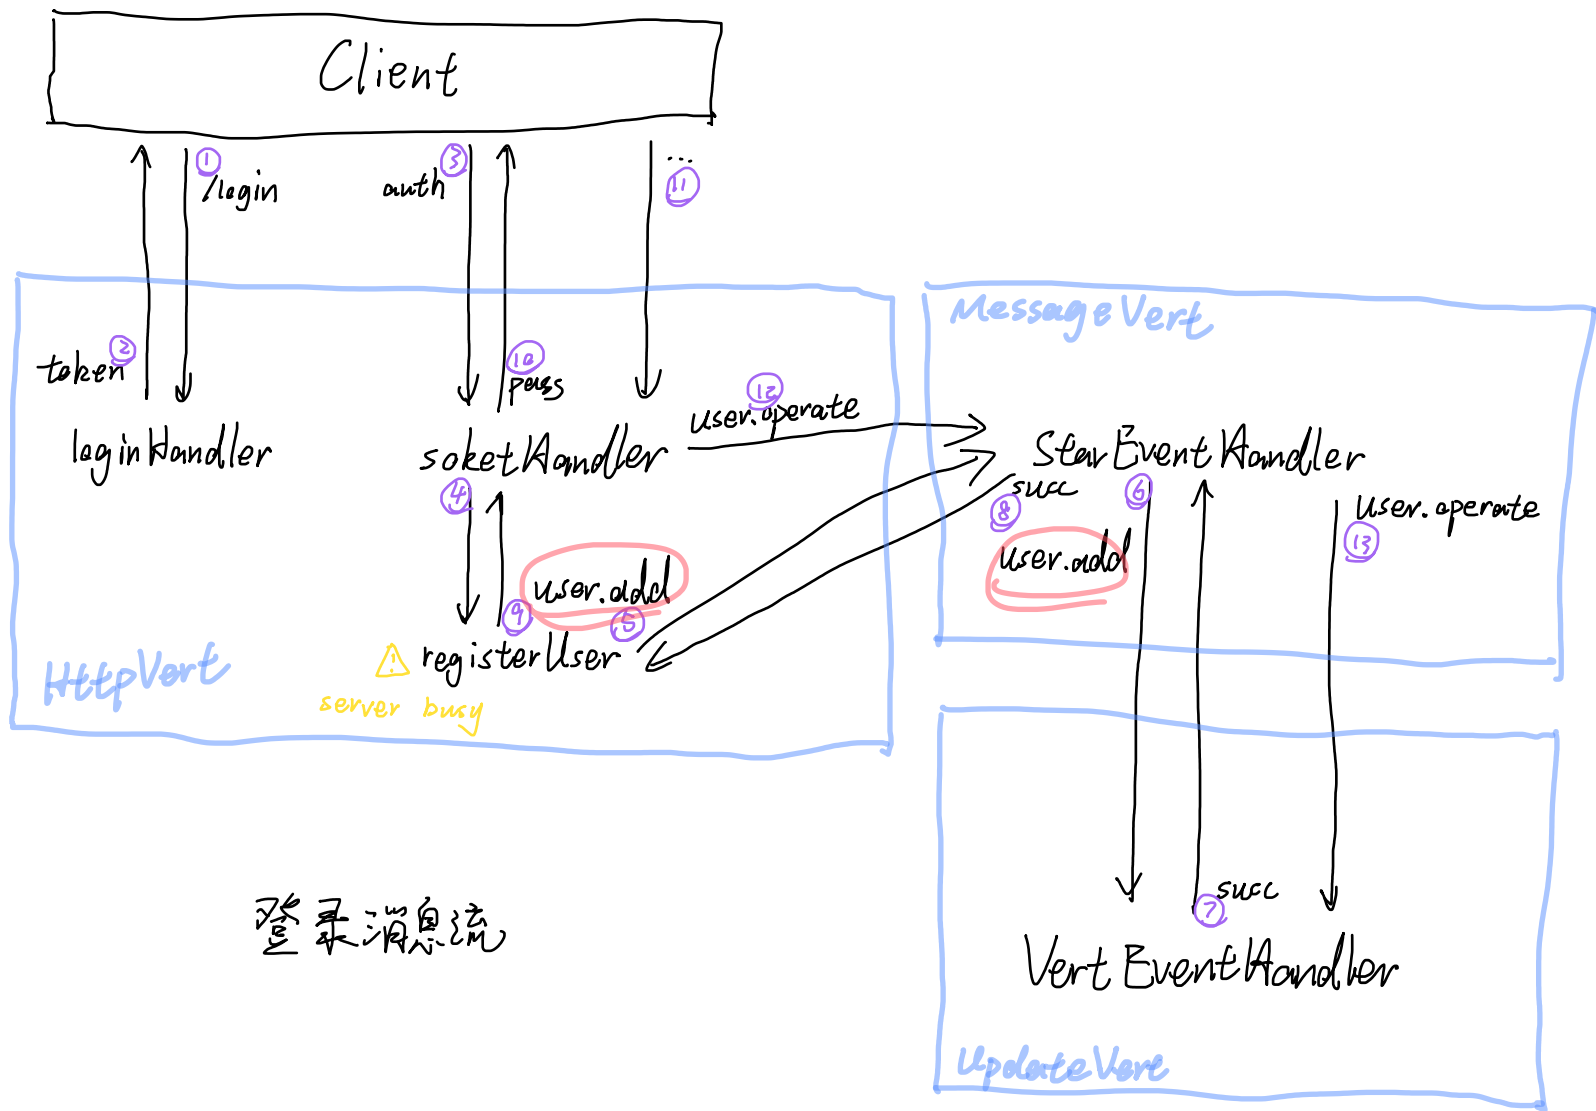 Client
①
/login
auth ③
...
⑪
token ②
loginHandler
⑩
pass
soketHandler
④
⑨ user.add ⑤
registerUser
server busy
HttpVert
⑫
user.operate
MessageVert
StarEventHandler
succ
⑧
⑥
user.add
user.operate
⑬
succ
⑦
VertEventHandler
UpdateVert
登录消息流